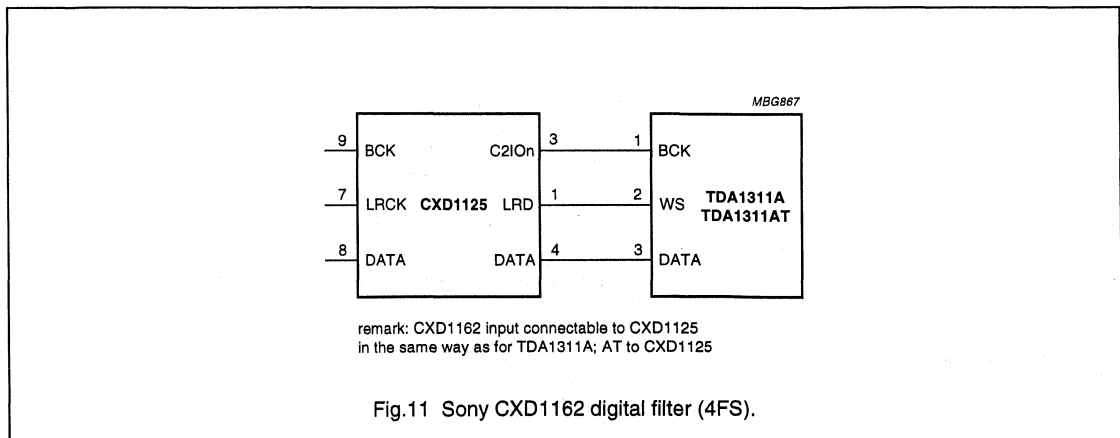 MBG867
9 BCK C2IOn 3 1 BCK
7 LRCK CXD1125 LRD 1 2 WS TDA1311A
TDA1311AT
8 DATA DATA 4 3 DATA
remark: CXD1162 input connectable to CXD1125
in the same way as for TDA1311A; AT to CXD1125
Fig.11 Sony CXD1162 digital filter (4FS).